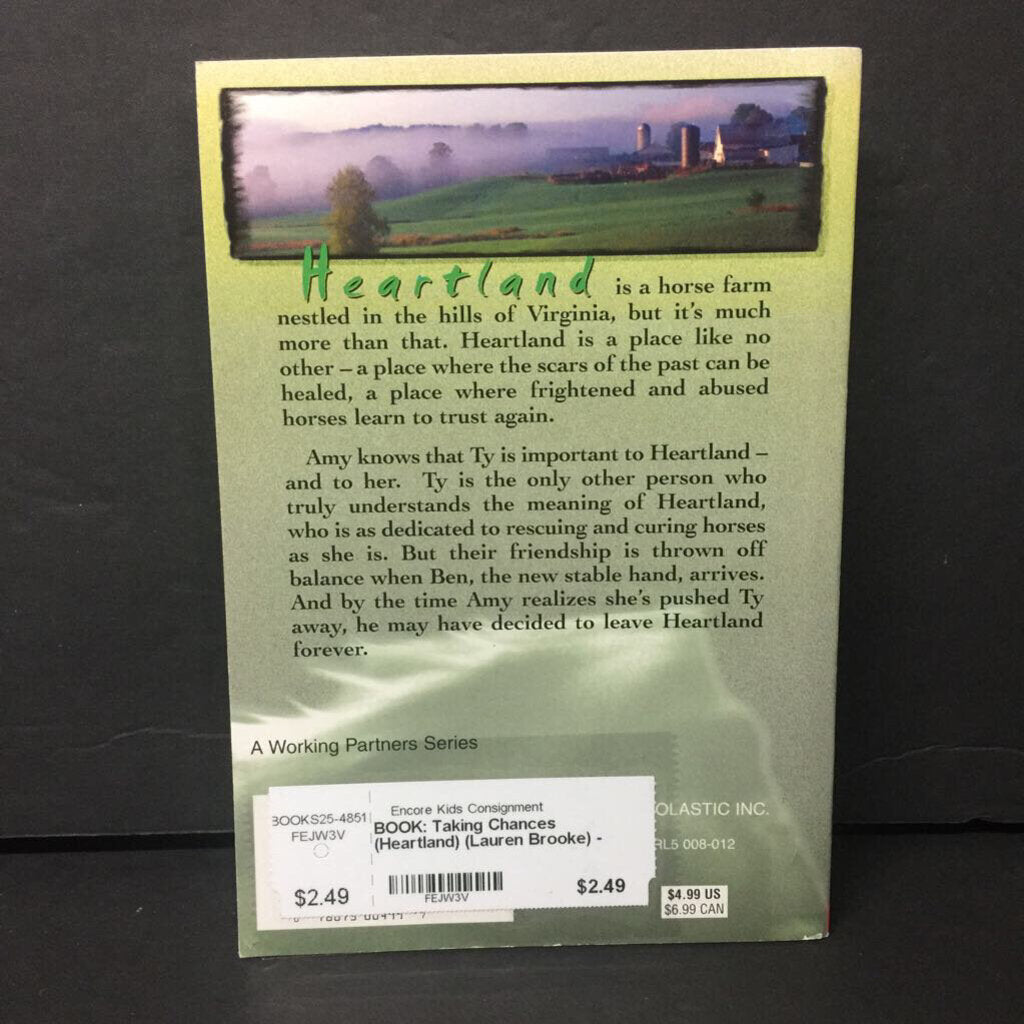 Heartland is a horse farm
nestled in the hills of Virginia, but it's much
more than that. Heartland is a place like no
other – a place where the scars of the past can be
healed, a place where frightened and abused
horses learn to trust again.
Amy knows that Ty is important to Heartland –
and to her. Ty is the only other person who
truly understands the meaning of Heartland,
who is as dedicated to rescuing and curing horses
as she is. But their friendship is thrown off
balance when Ben, the new stable hand, arrives.
And by the time Amy realizes she's pushed Ty
away, he may have decided to leave Heartland
forever.
A Working Partners Series
OLASTIC INC.
RL5 008-012
BOOKS25-4851
FEJW3V
$2.49
Encore Kids Consignment
BOOK: Taking Chances
(Heartland) (Lauren Brooke) -
FEJW3V
$2.49
$4.99 US
$6.99 CAN